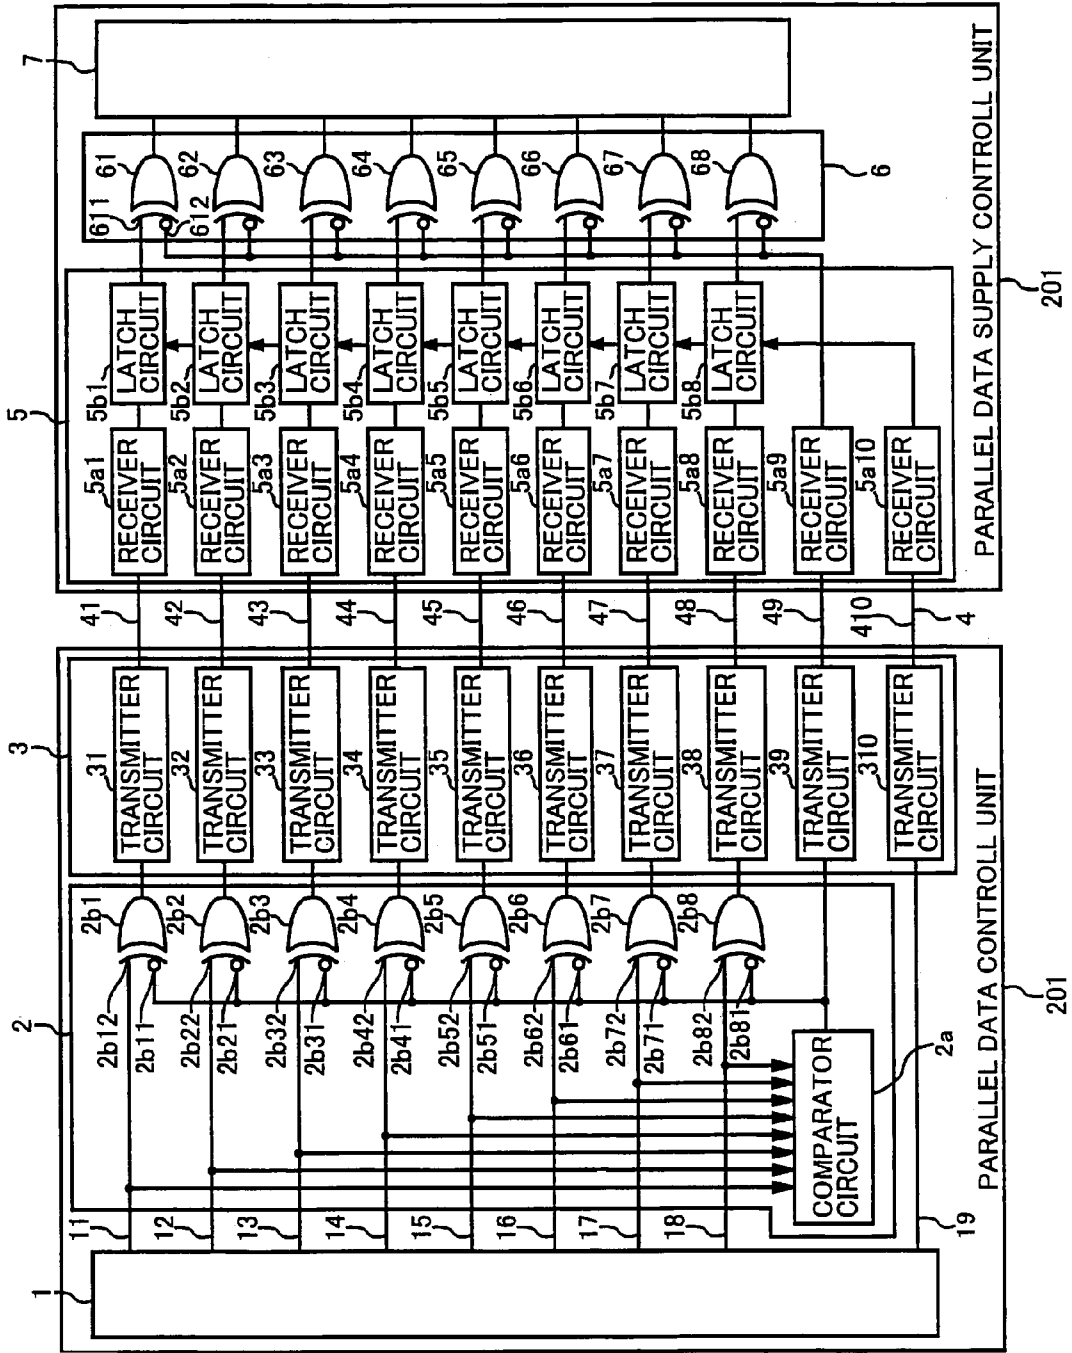 1
11
12
13
14
15
16
17
18
19
2
2b12
2b11
2b22
2b21
2b32
2b31
2b42
2b41
2b52
2b51
2b62
2b61
2b72
2b71
2b82
2b81
2b1
2b2
2b3
2b4
2b5
2b6
2b7
2b8
COMPARATOR
CIRCUIT
2a
PARALLEL DATA CONTROLL UNIT
201
3
31
TRANSMITTER
CIRCUIT
32
TRANSMITTER
CIRCUIT
33
TRANSMITTER
CIRCUIT
34
TRANSMITTER
CIRCUIT
35
TRANSMITTER
CIRCUIT
36
TRANSMITTER
CIRCUIT
37
TRANSMITTER
CIRCUIT
38
TRANSMITTER
CIRCUIT
39
TRANSMITTER
CIRCUIT
310
TRANSMITTER
CIRCUIT
41
42
43
44
45
46
47
48
49
410
4
5
5a1
RECEIVER
CIRCUIT
5a2
RECEIVER
CIRCUIT
5a3
RECEIVER
CIRCUIT
5a4
RECEIVER
CIRCUIT
5a5
RECEIVER
CIRCUIT
5a6
RECEIVER
CIRCUIT
5a7
RECEIVER
CIRCUIT
5a8
RECEIVER
CIRCUIT
5a9
RECEIVER
CIRCUIT
5a10
RECEIVER
CIRCUIT
5b1
LATCH
CIRCUIT
5b2
LATCH
CIRCUIT
5b3
LATCH
CIRCUIT
5b4
LATCH
CIRCUIT
5b5
LATCH
CIRCUIT
5b6
LATCH
CIRCUIT
5b7
LATCH
CIRCUIT
5b8
LATCH
CIRCUIT
611
612
61
62
63
64
65
66
67
68
6
7
PARALLEL DATA SUPPLY CONTROLL UNIT
201